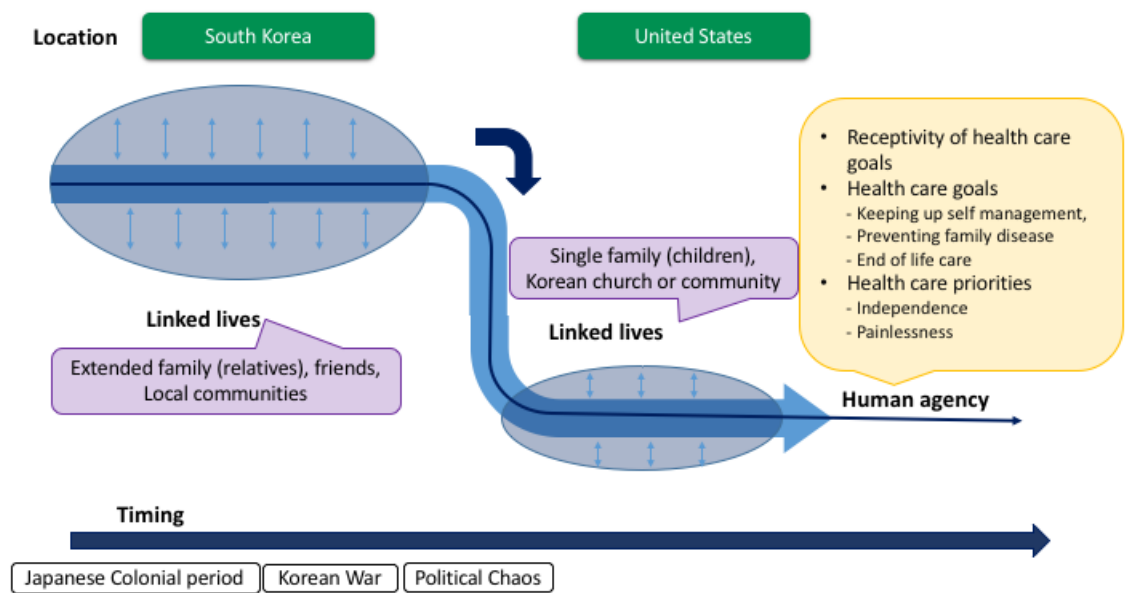 Location
South Korea
United States
• Receptivity of health care
goals
• Health care goals
- Keeping up self management,
- Preventing family disease
- End of life care
• Health care priorities
- Independence
- Painlessness
Single family (children),
Korean church or community
Linked lives
Linked lives
Extended family (relatives), friends,
Local communities
Human agency
Timing
Japanese Colonial period
Korean War
Political Chaos